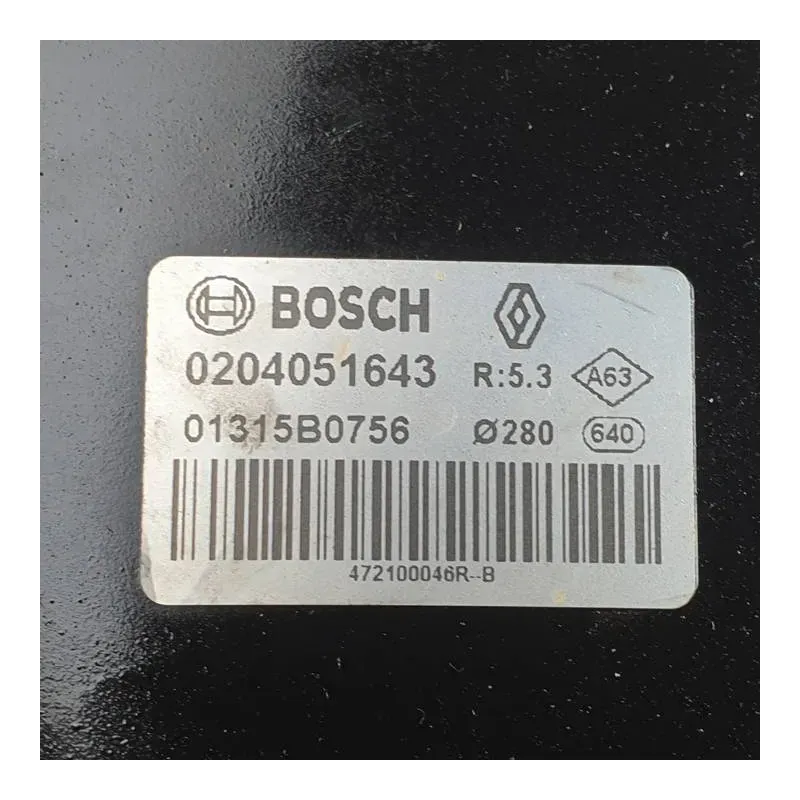 BOSCH
0204051643 R:5.3 A63
01315B0756 Ø280 640
472100046R--B